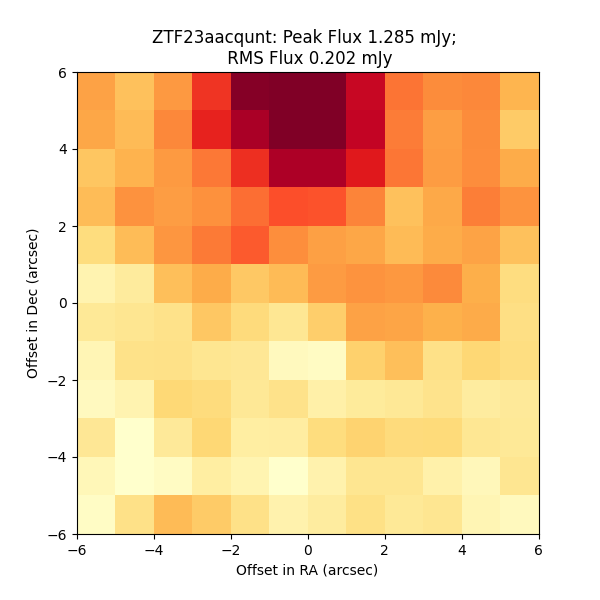 ZTF23aacqunt: Peak Flux 1.285 mJy;
RMS Flux 0.202 mJy
6
4
2
0
−2
−4
−6
Offset in Dec (arcsec)
−6 −4 −2 0 2 4 6
Offset in RA (arcsec)